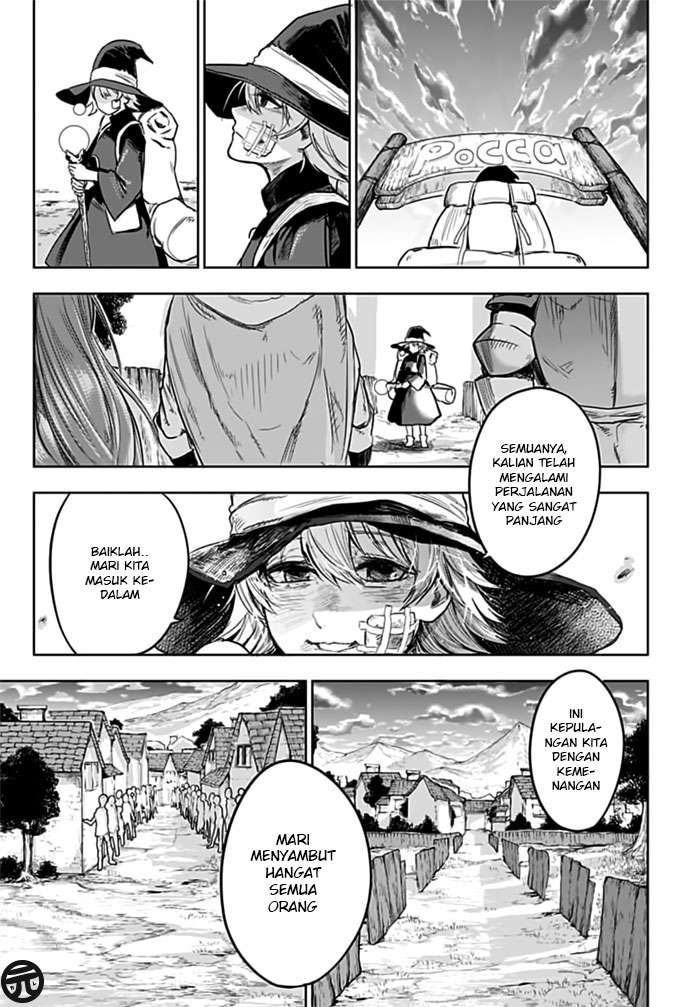 Pocca
SEMUANYA,
KALIAN TELAH
MENGALAMI
PERJALANAN
YANG SANGAT
PANJANG
BAIKLAH..
MARI KITA
MASUK KE-
DALAM
INI
KEPULA-
NGAN KITA
DENGAN
KEME-
NANGAN
MARI
MENYAMBUT
HANGAT
SEMUA
ORANG